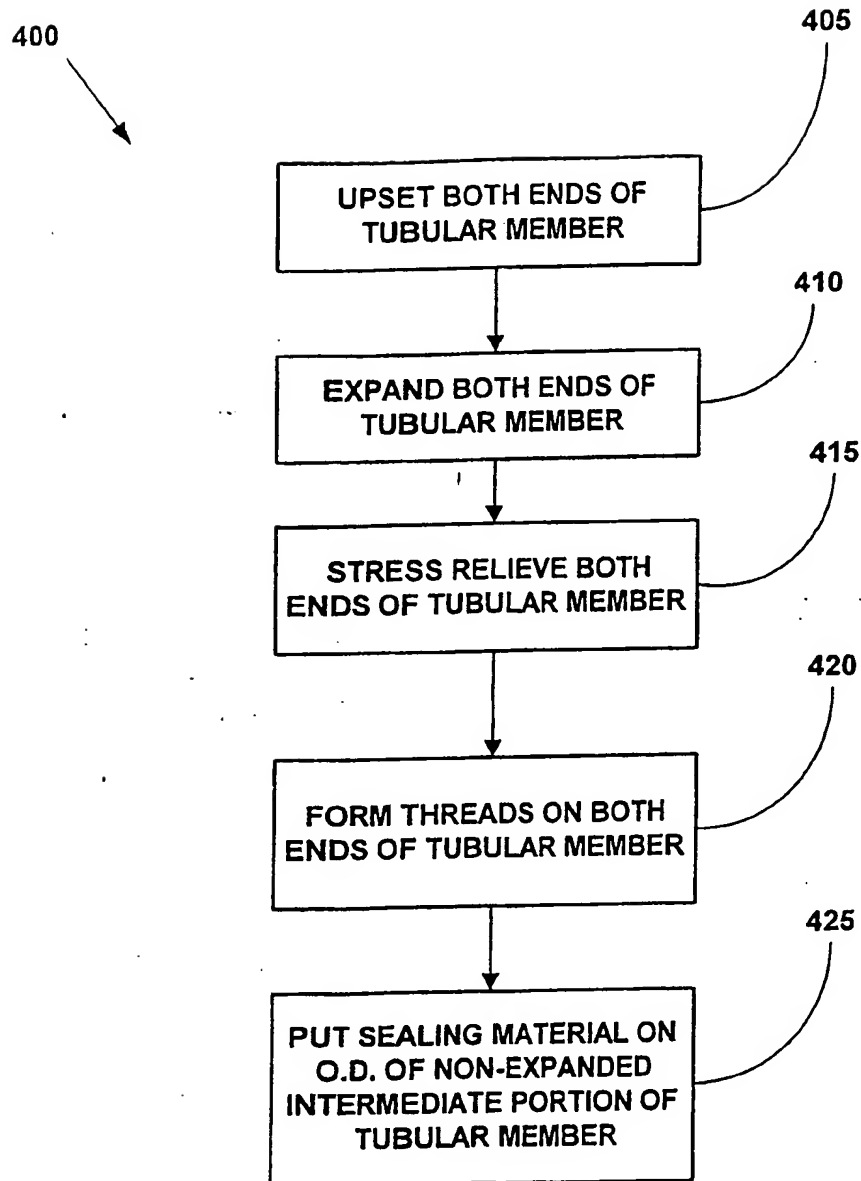 400
405
UPSET BOTH ENDS OF
TUBULAR MEMBER
410
EXPAND BOTH ENDS OF
TUBULAR MEMBER
415
STRESS RELIEVE BOTH
ENDS OF TUBULAR MEMBER
420
FORM THREADS ON BOTH
ENDS OF TUBULAR MEMBER
425
PUT SEALING MATERIAL ON
O.D. OF NON-EXPANDED
INTERMEDIATE PORTION OF
TUBULAR MEMBER